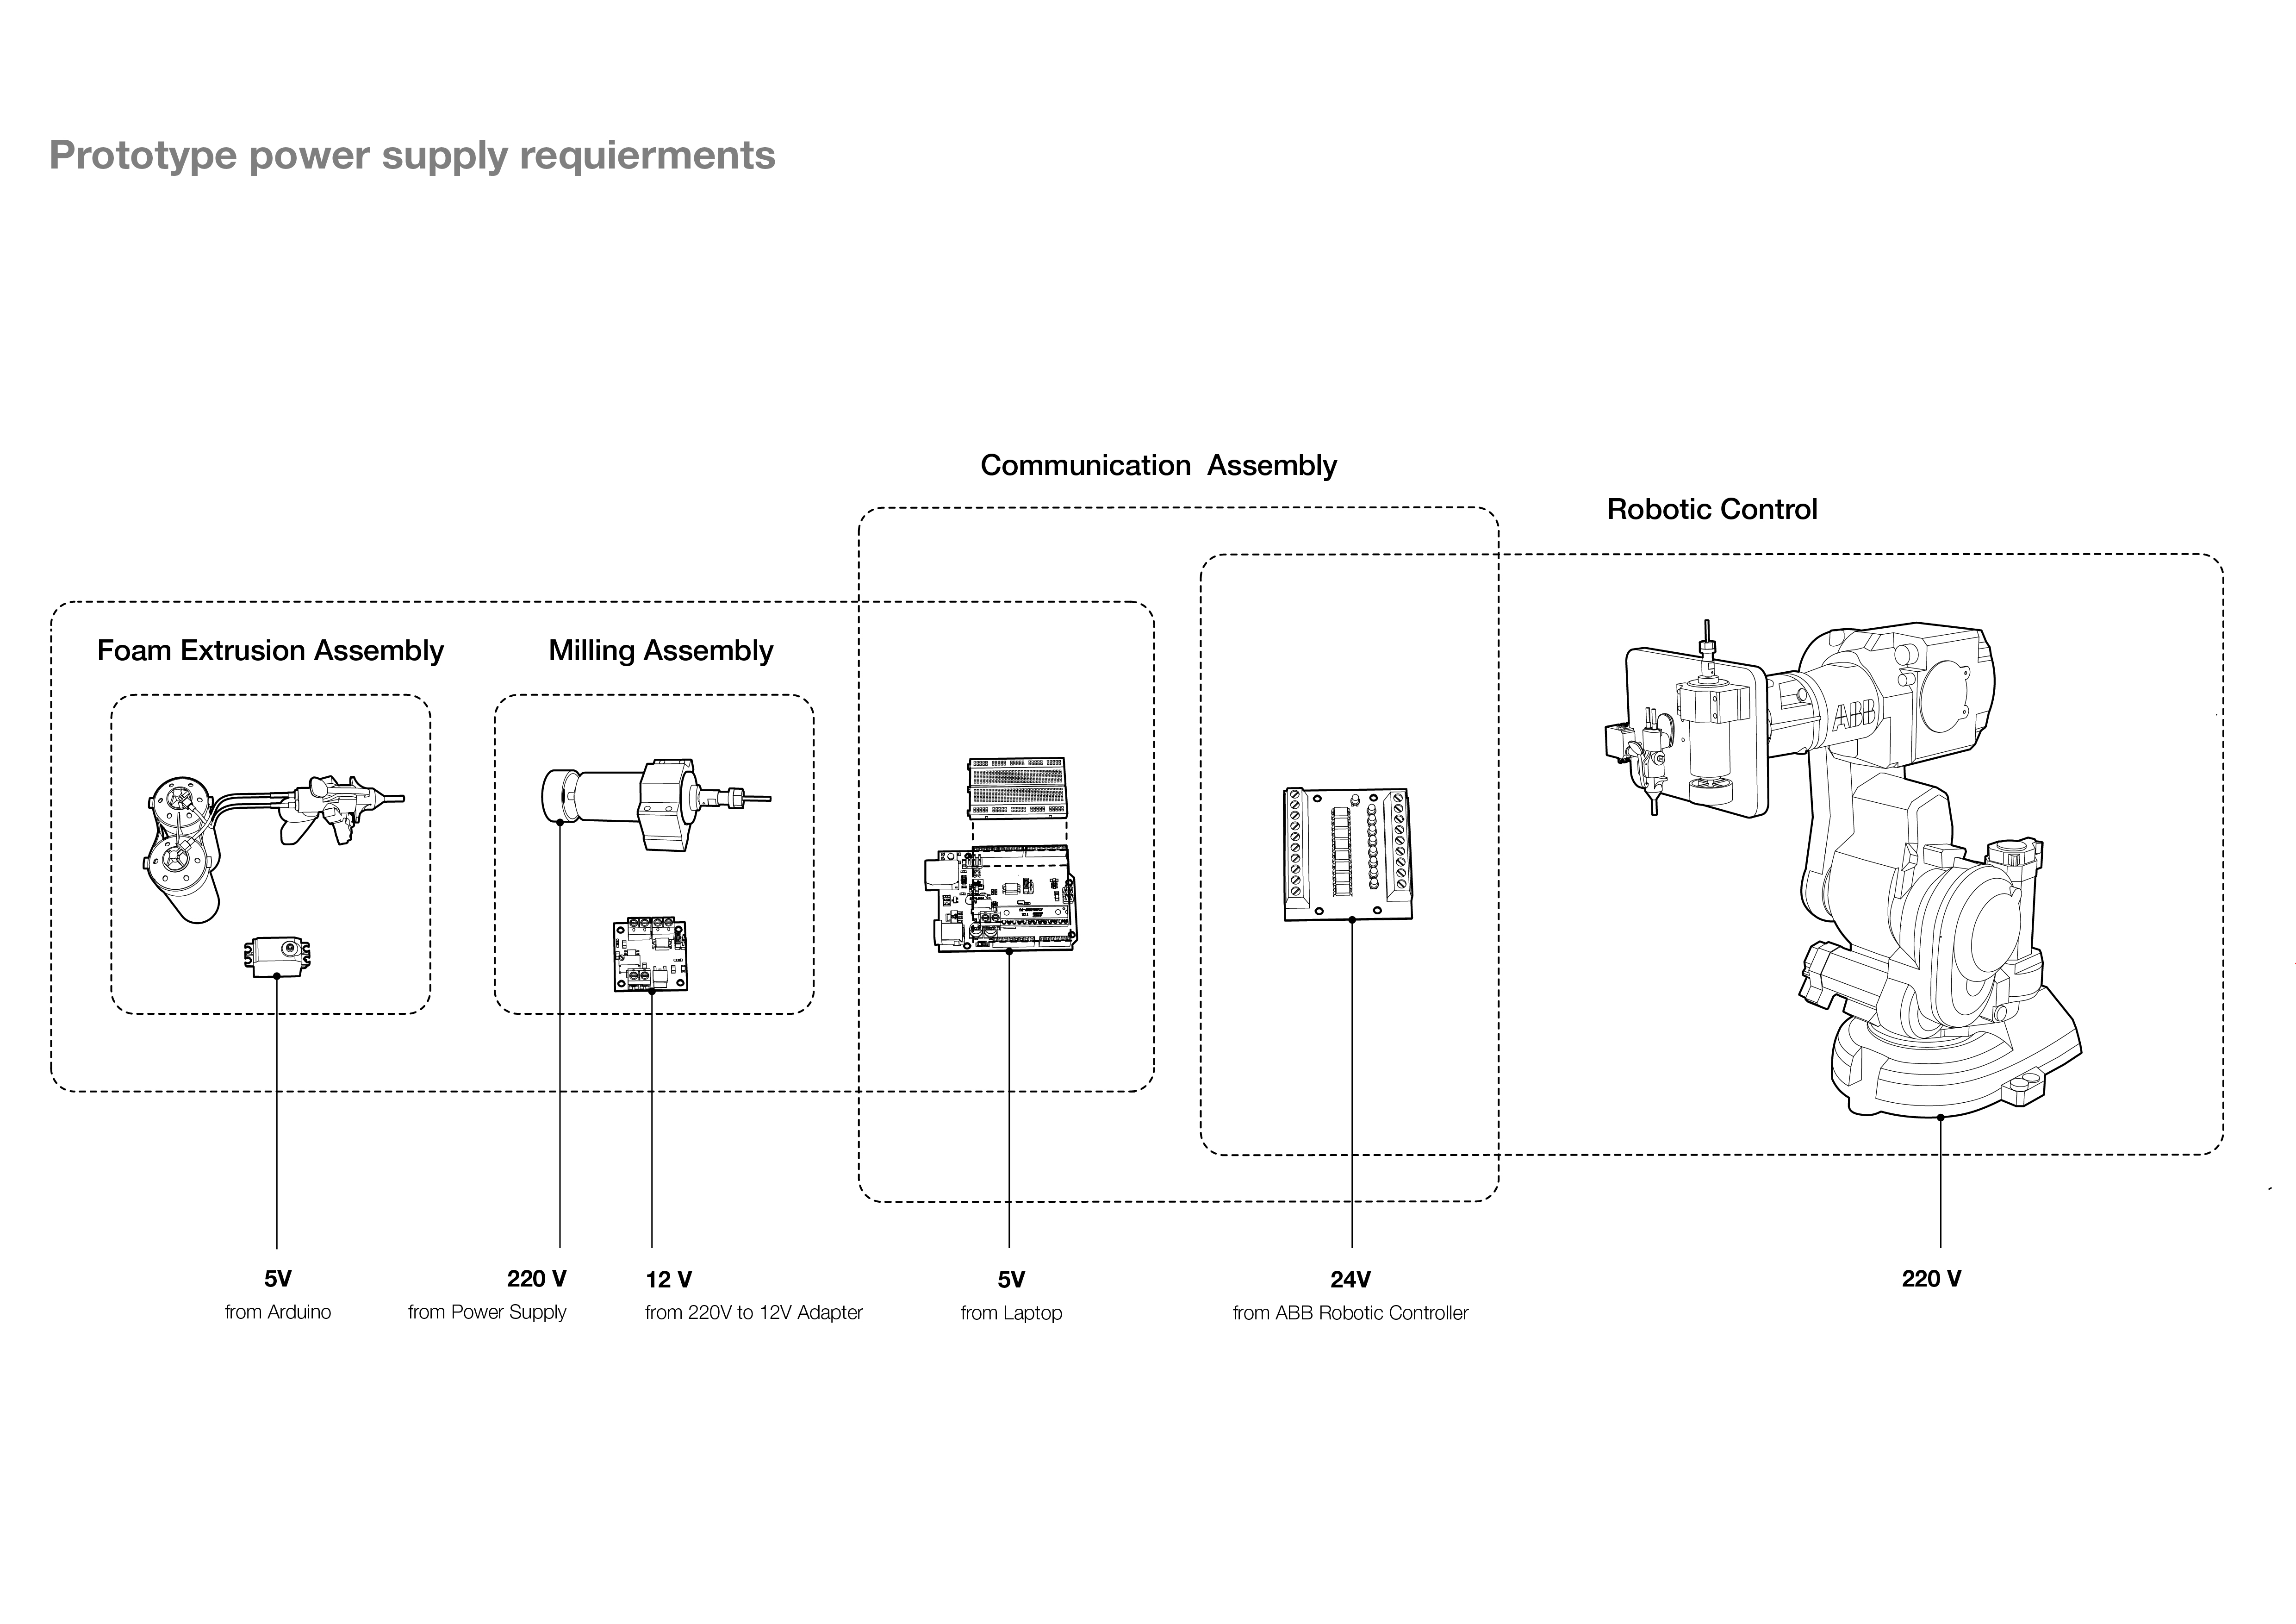 Prototype power supply requierments
Communication Assembly
Robotic Control
Foam Extrusion Assembly
Milling Assembly
ABB
5V
from Arduino
220 V
from Power Supply
12 V
from 220V to 12V Adapter
5V
from Laptop
24V
from ABB Robotic Controller
220 V